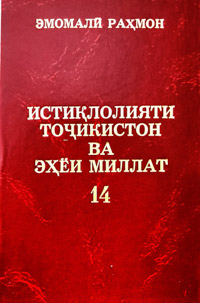 ЭМОМАЛӢ РАҲМОН
ИСТИҚЛОЛИЯТИ
ТОҶИКИСТОН
ВА
ЭҲЁИ МИЛЛАТ
14